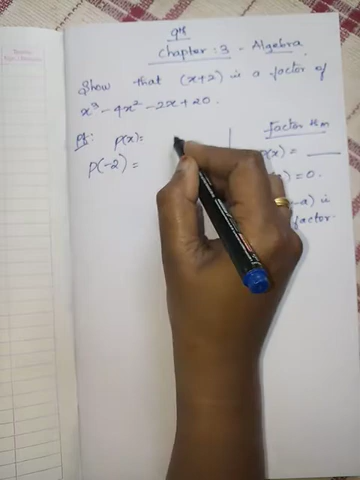 9th
Chapter : 3 - Algebra
Show that (x+2) is a factor of
x³ - 4x² - 2x + 20.
Pf: p(x)=
p(-2) =
Factor thm
p(x) = ___
) = 0.
-a) is
factor.